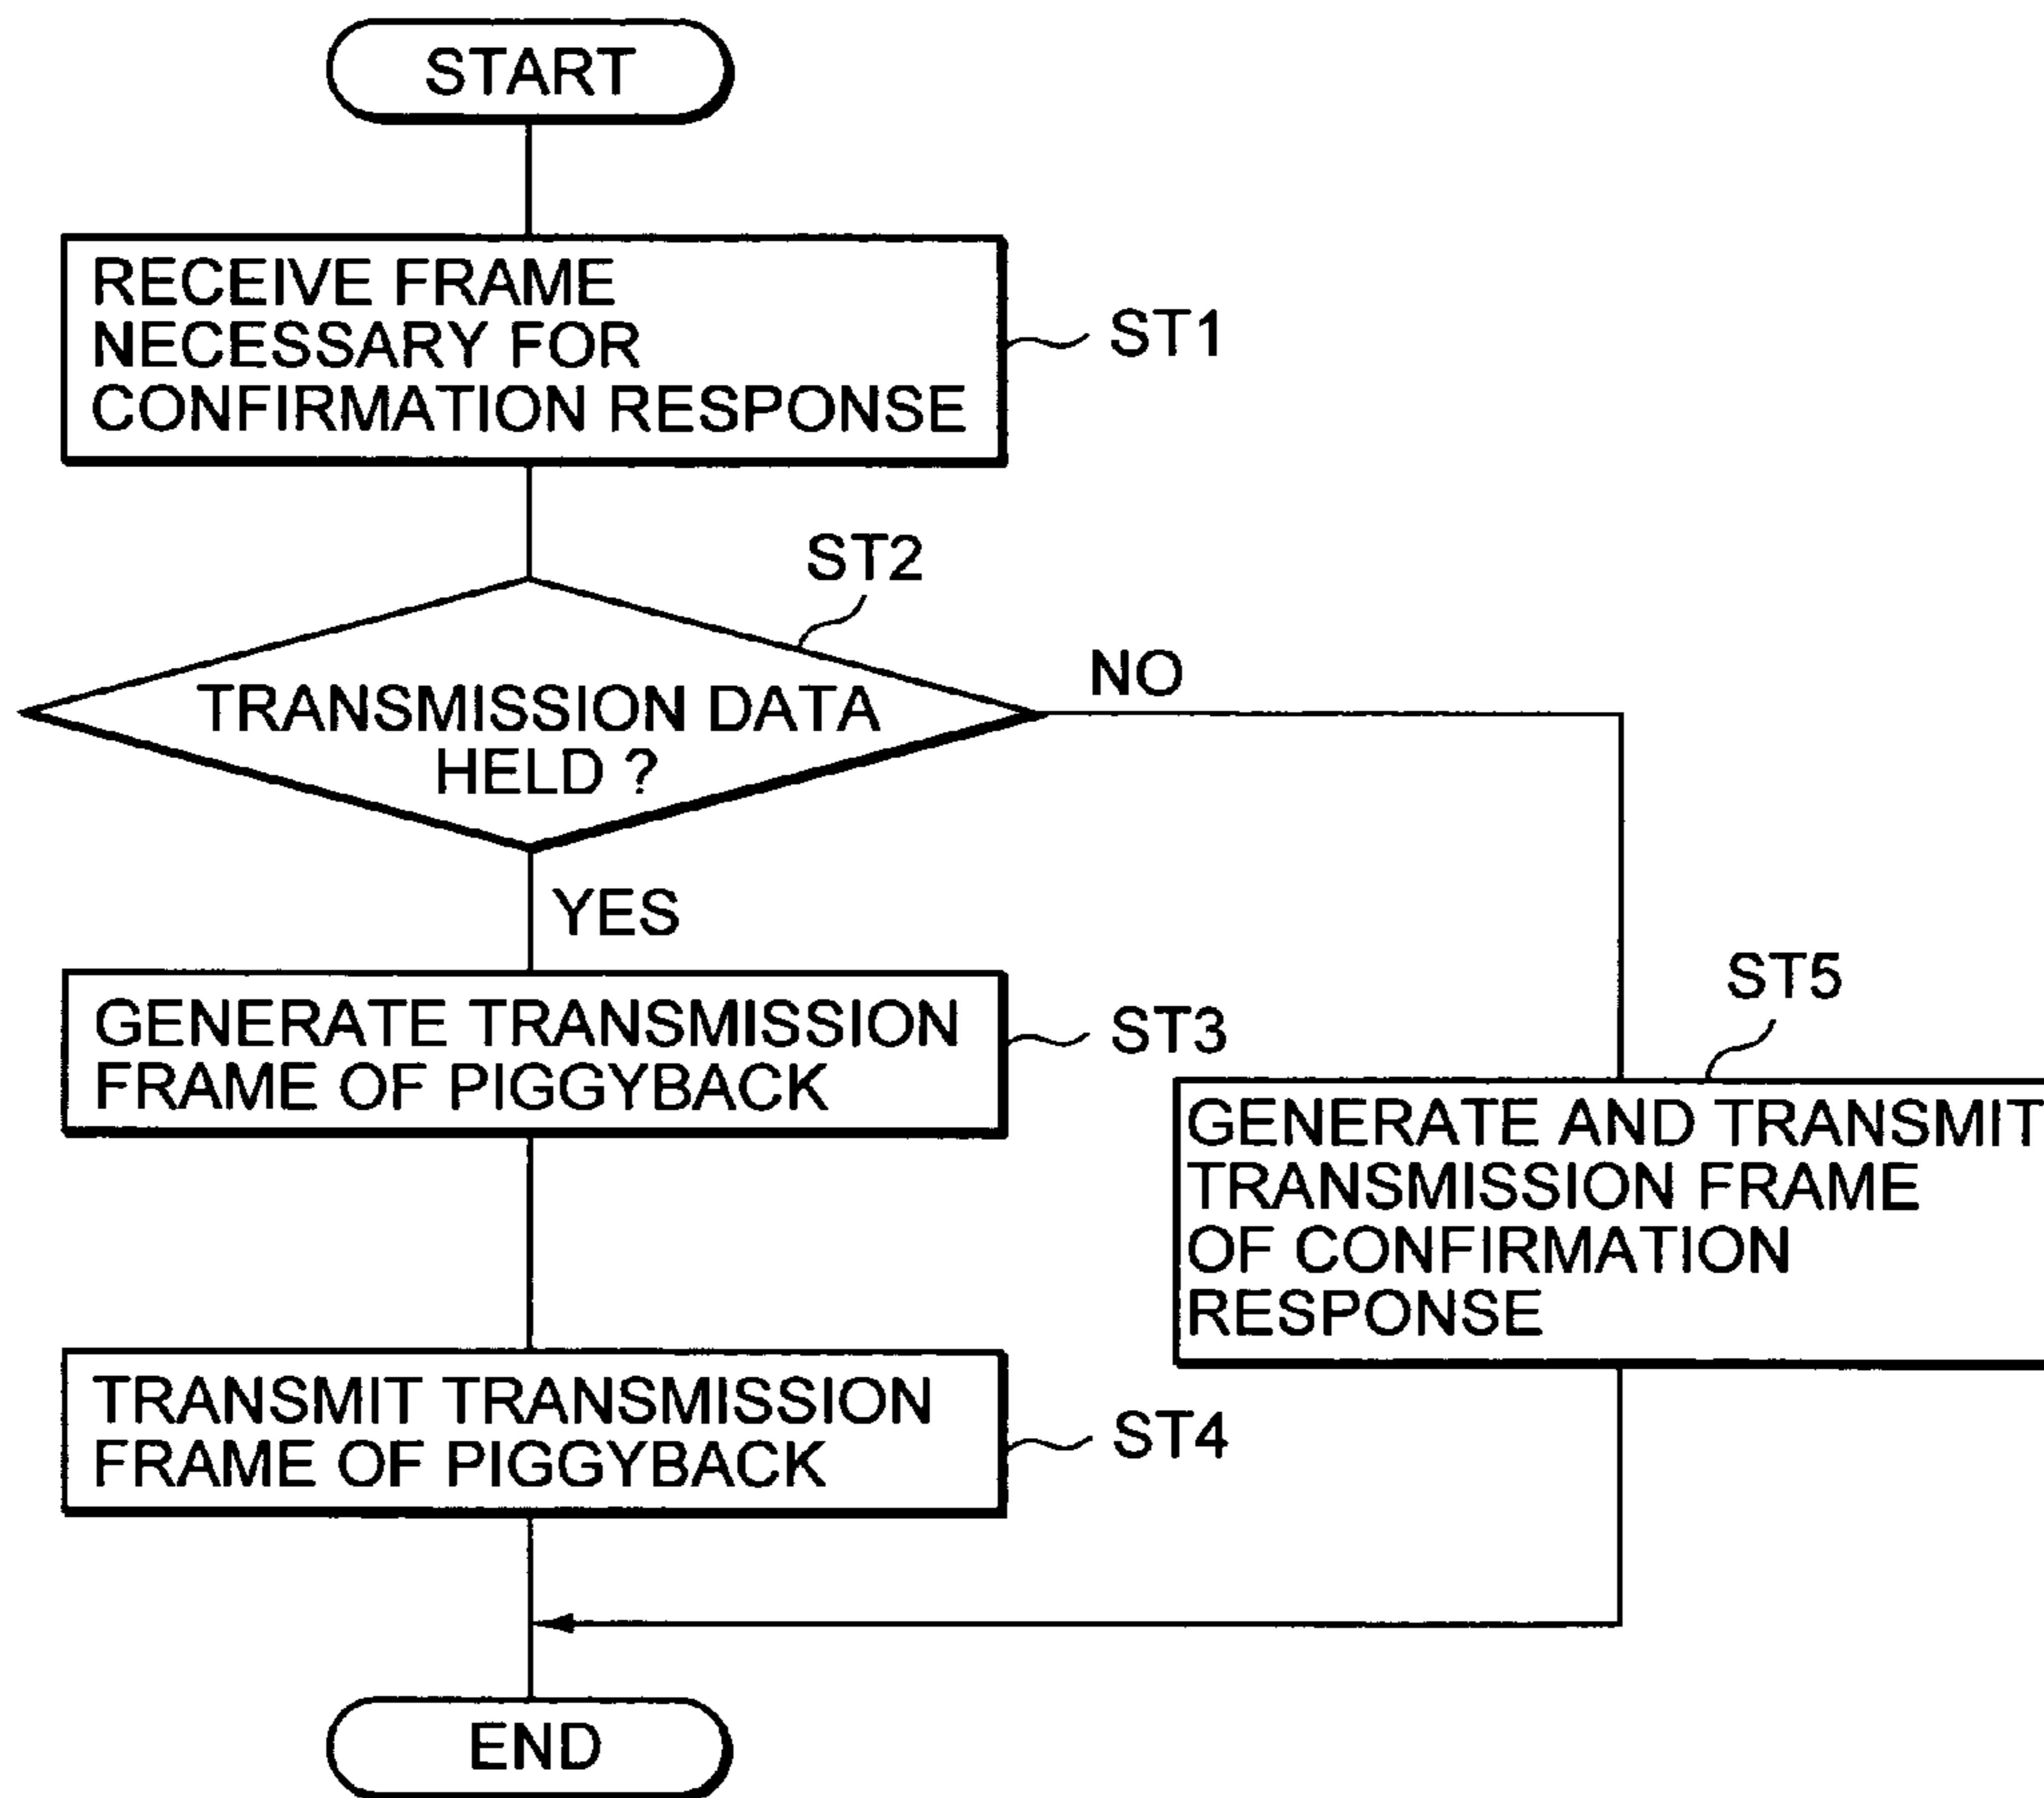 START
RECEIVE FRAME
NECESSARY FOR
CONFIRMATION RESPONSE
ST1
ST2
TRANSMISSION DATA
HELD ?
NO
YES
GENERATE TRANSMISSION
FRAME OF PIGGYBACK
ST3
ST5
GENERATE AND TRANSMIT
TRANSMISSION FRAME
OF CONFIRMATION
RESPONSE
TRANSMIT TRANSMISSION
FRAME OF PIGGYBACK
ST4
END